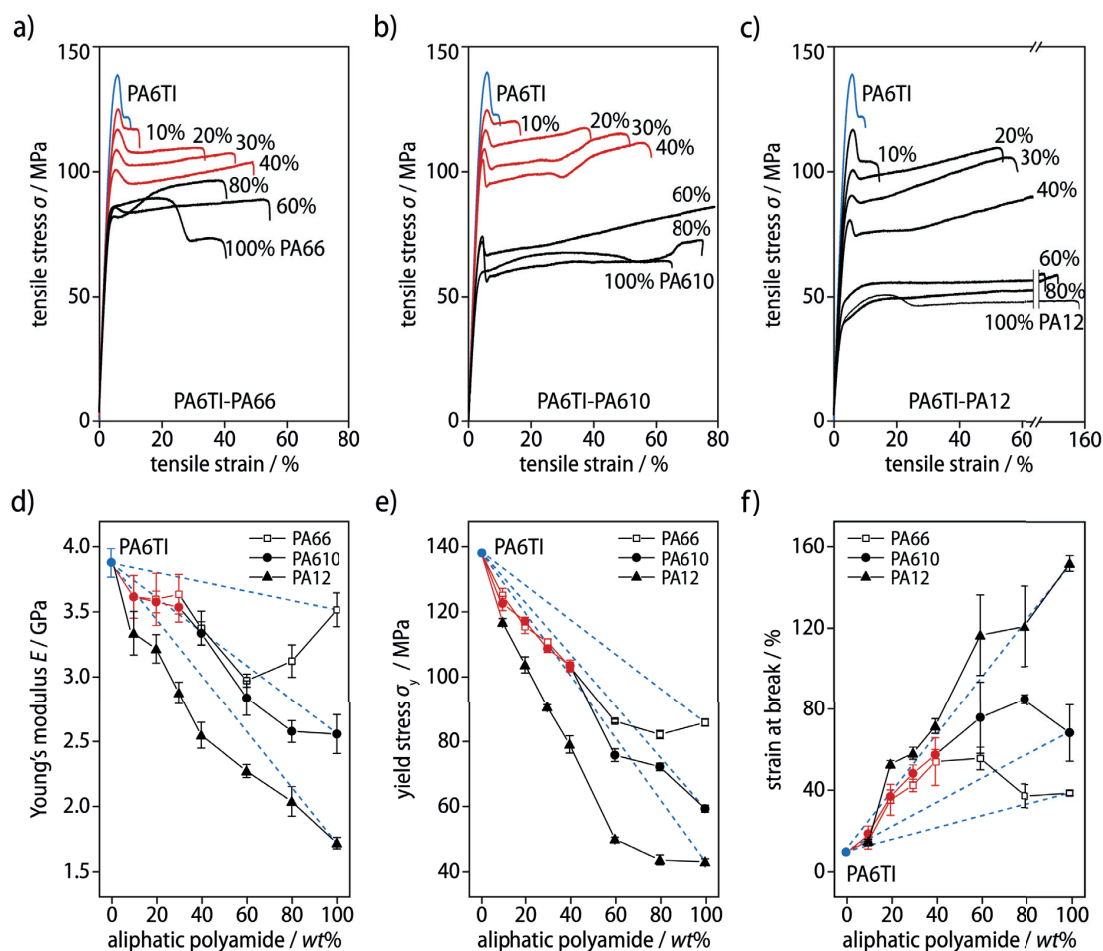 a)
150
100
50
0
tensile stress σ / MPa
PA6TI
10%
20%
30%
40%
80%
60%
100% PA66
PA6TI-PA66
0 20 40 60 80
tensile strain / %
b)
150
100
50
0
tensile stress σ / MPa
PA6TI
10%
20%
30%
40%
60%
80%
100% PA610
PA6TI-PA610
0 20 40 60 80
tensile strain / %
c)
150
100
50
0
tensile stress σ / MPa
PA6TI
10%
20%
30%
40%
60%
80%
100% PA12
PA6TI-PA12
0 20 40 60 160
tensile strain / %
d)
4.0
3.5
3.0
2.5
2.0
1.5
Young's modulus E / GPa
PA6TI
PA66
PA610
PA12
0 20 40 60 80 100
aliphatic polyamide / wt%
e)
140
120
100
80
60
40
yield stress σy / MPa
PA6TI
PA66
PA610
PA12
0 20 40 60 80 100
aliphatic polyamide / wt%
f)
160
120
80
40
0
strain at break / %
PA66
PA610
PA12
PA6TI
0 20 40 60 80 100
aliphatic polyamide / wt%